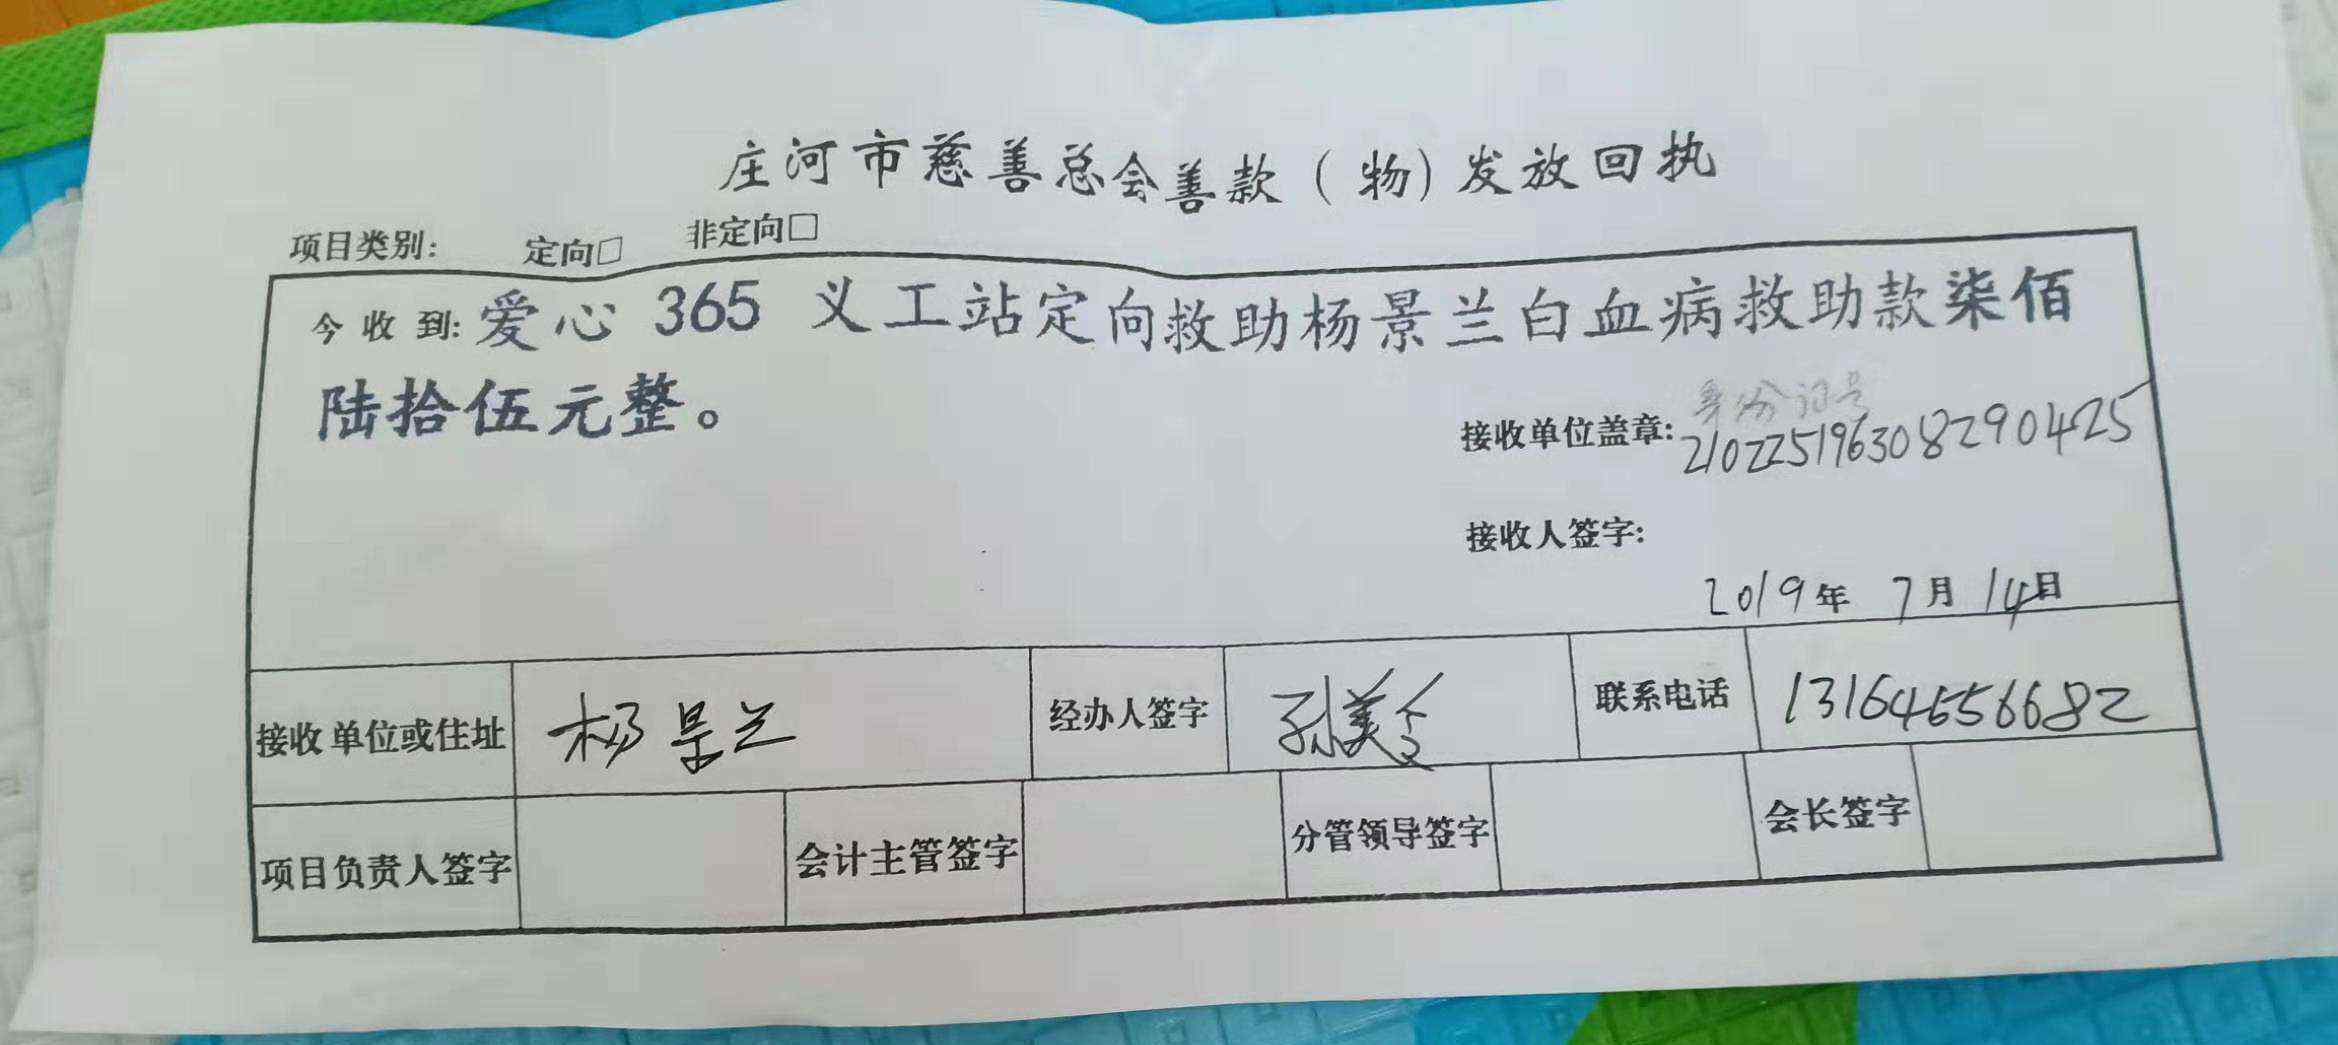 庄河市慈善总会善款（物）发放回执
项目类别： 定向□ 非定向□
今收到：爱心 365 义工站定向救助杨景兰白血病救助款柒佰
陆拾伍元整。
身份证号
接收单位盖章：210225196308290425
接收人签字：
2019年 7月 14日
接收单位或住址 杨景兰 经办人签字 联系电话 13164656682
项目负责人签字 会计主管签字 分管领导签字 会长签字